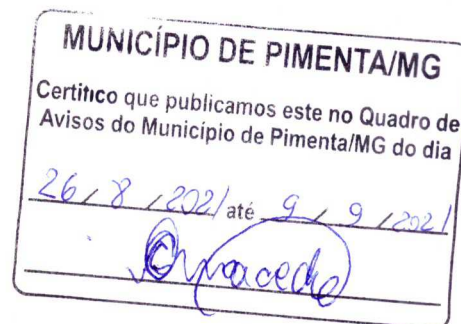 MUNICÍPIO DE PIMENTA/MG
Certifico que publicamos este no Quadro de
Avisos do Município de Pimenta/MG do dia
26 / 8 / 2021 até 9 / 9 / 2021